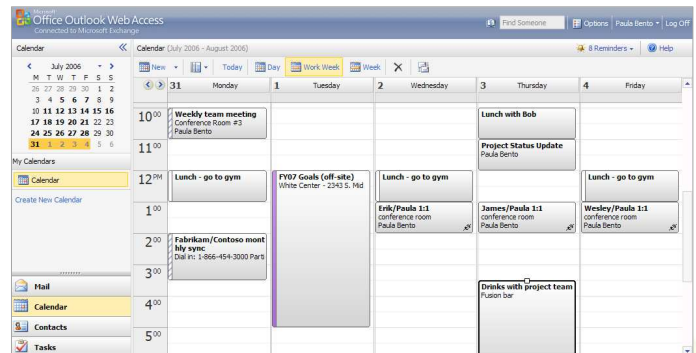 Microsoft
Office Outlook Web Access
Connected to Microsoft Exchange
Find Someone
Options
Paula Bento
Log Off
Calendar
Calendar (July 2006 - August 2006)
8 Reminders
Help
July 2006
New
Today
Day
Work Week
Week
M T W T F S S
26 27 28 29 30 1 2
3 4 5 6 7 8 9
10 11 12 13 14 15 16
17 18 19 20 21 22 23
24 25 26 27 28 29 30
31 1 2 3 4 5 6
My Calendars
Calendar
Create New Calendar
Mail
Calendar
Contacts
Tasks
31 Monday
1 Tuesday
2 Wednesday
3 Thursday
4 Friday
10 00
11 00
12 PM
1 00
2 00
3 00
4 00
5 00
Weekly team meeting
Conference Room #3
Paula Bento
Lunch - go to gym
Fabrikam/Contoso mont
hly sync
Dial in: 1-866-454-3000 Parti
FY07 Goals (off-site)
White Center - 2343 S. Mid
Lunch - go to gym
Erik/Paula 1:1
conference room
Paula Bento
Lunch with Bob
Project Status Update
Paula Bento
James/Paula 1:1
conference room
Paula Bento
Drinks with project team
Fusion bar
Lunch - go to gym
Wesley/Paula 1:1
conference room
Paula Bento